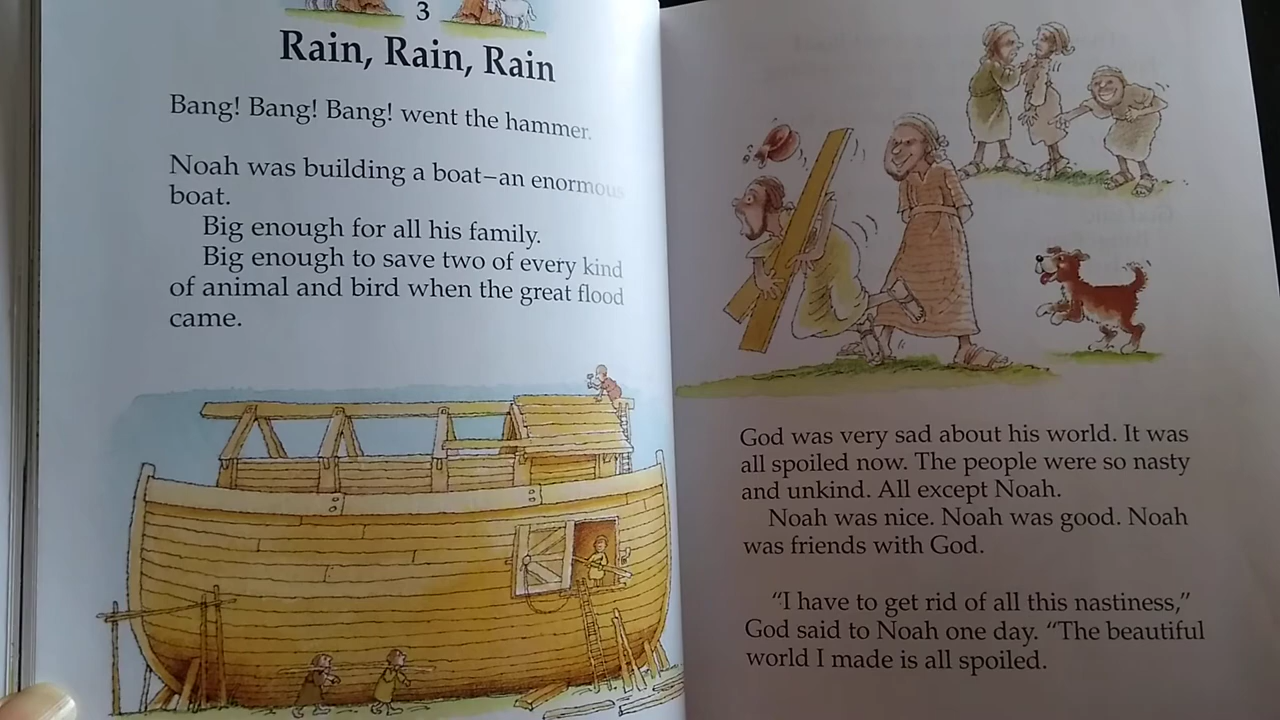 3
Rain, Rain, Rain
Bang! Bang! Bang! went the hammer.
Noah was building a boat–an enormous
boat.
Big enough for all his family.
Big enough to save two of every kind
of animal and bird when the great flood
came.
God was very sad about his world. It was
all spoiled now. The people were so nasty
and unkind. All except Noah.
Noah was nice. Noah was good. Noah
was friends with God.
“I have to get rid of all this nastiness,”
God said to Noah one day. “The beautiful
world I made is all spoiled.